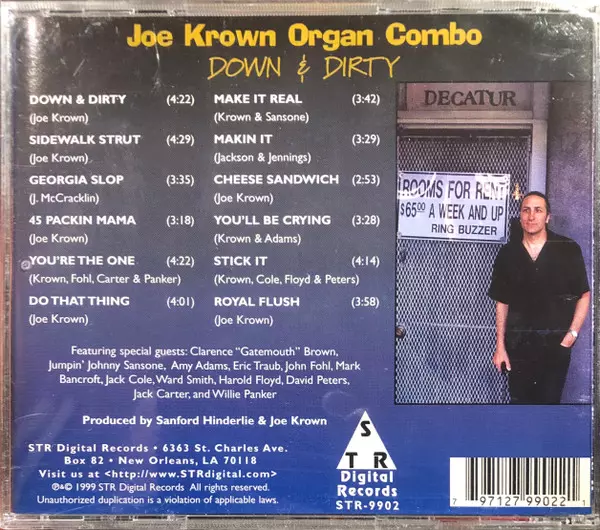 Joe Krown Organ Combo
DOWN & DIRTY
DOWN & DIRTY (4:22)
(Joe Krown)
SIDEWALK STRUT (4:29)
(Joe Krown)
GEORGIA SLOP (3:35)
(J. McCracklin)
45 PACKIN MAMA (3:18)
(Joe Krown)
YOU'RE THE ONE (4:22)
(Krown, Fohl, Carter & Panker)
DO THAT THING (4:01)
(Joe Krown)
MAKE IT REAL (3:42)
(Krown & Sansone)
MAKIN IT (3:29)
(Jackson & Jennings)
CHEESE SANDWICH (2:53)
(Joe Krown)
YOU'LL BE CRYING (3:28)
(Krown & Adams)
STICK IT (4:14)
(Krown, Cole, Floyd & Peters)
ROYAL FLUSH (3:58)
(Joe Krown)
DECATUR
ROOMS FOR RENT
$65.00 A WEEK AND UP
RING BUZZER
Featuring special guests: Clarence "Gatemouth" Brown,
Jumpin' Johnny Sansone, Amy Adams, Eric Traub, John Fohl, Mark
Bancroft, Jack Cole, Ward Smith, Harold Floyd, David Peters,
Jack Carter, and Willie Panker
Produced by Sanford Hinderlie & Joe Krown
STR Digital Records • 6363 St. Charles Ave.
Box 82 • New Orleans, LA 70118
Visit us at <http://www.STRdigital.com>
℗&© 1999 STR Digital Records All rights reserved.
Unauthorized duplication is a violation of applicable laws.
S
T R
Digital
Records
STR-9902
7 97127 99022 1